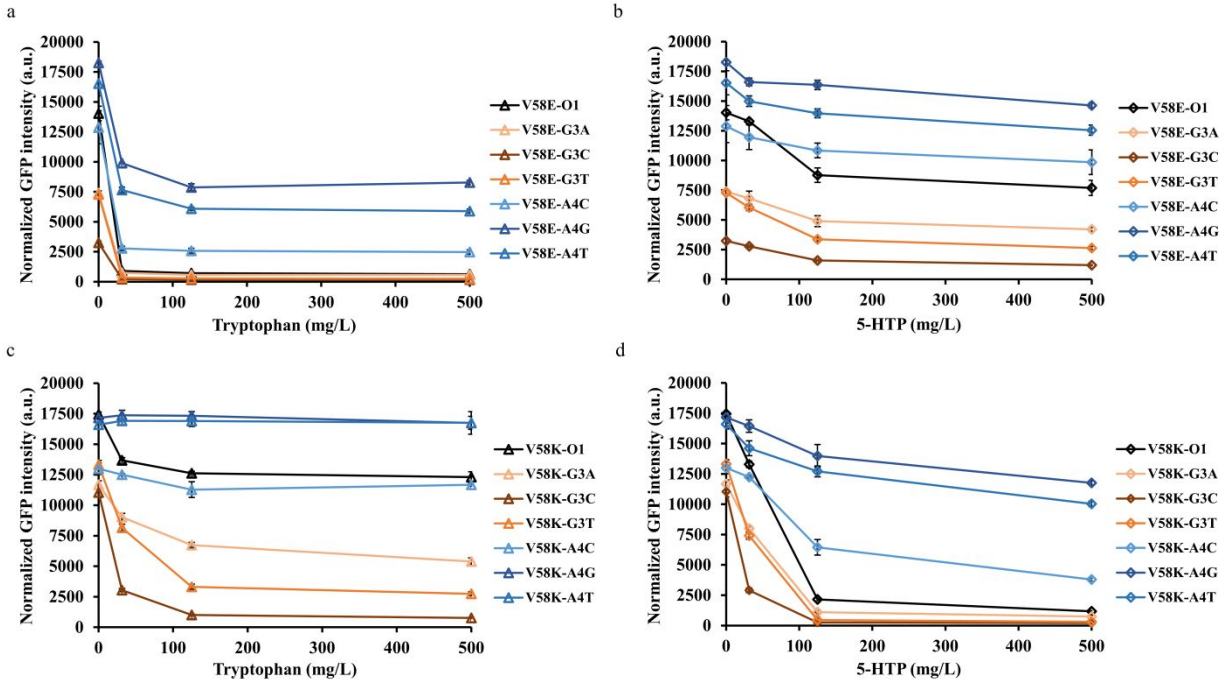 a
Normalized GFP intensity (a.u.)
20000
17500
15000
12500
10000
7500
5000
2500
0
0 100 200 300 400 500
Tryptophan (mg/L)
V58E-O1
V58E-G3A
V58E-G3C
V58E-G3T
V58E-A4C
V58E-A4G
V58E-A4T
b
Normalized GFP intensity (a.u.)
20000
17500
15000
12500
10000
7500
5000
2500
0
0 100 200 300 400 500
5-HTP (mg/L)
V58E-O1
V58E-G3A
V58E-G3C
V58E-G3T
V58E-A4C
V58E-A4G
V58E-A4T
c
Normalized GFP intensity (a.u.)
20000
17500
15000
12500
10000
7500
5000
2500
0
0 100 200 300 400 500
Tryptophan (mg/L)
V58K-O1
V58K-G3A
V58K-G3C
V58K-G3T
V58K-A4C
V58K-A4G
V58K-A4T
d
Normalized GFP intensity (a.u.)
20000
17500
15000
12500
10000
7500
5000
2500
0
0 100 200 300 400 500
5-HTP (mg/L)
V58K-O1
V58K-G3A
V58K-G3C
V58K-G3T
V58K-A4C
V58K-A4G
V58K-A4T